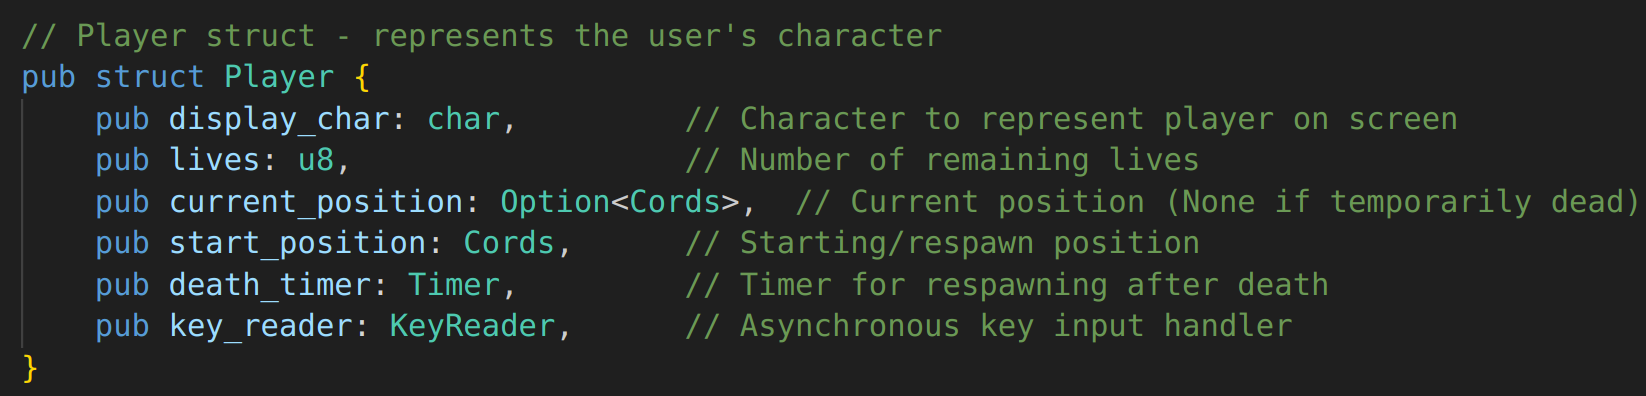 // Player struct - represents the user's character
pub struct Player {
    pub display_char: char,         // Character to represent player on screen
    pub lives: u8,                  // Number of remaining lives
    pub current_position: Option<Cords>,  // Current position (None if temporarily dead)
    pub start_position: Cords,      // Starting/respawn position
    pub death_timer: Timer,         // Timer for respawning after death
    pub key_reader: KeyReader,      // Asynchronous key input handler
}